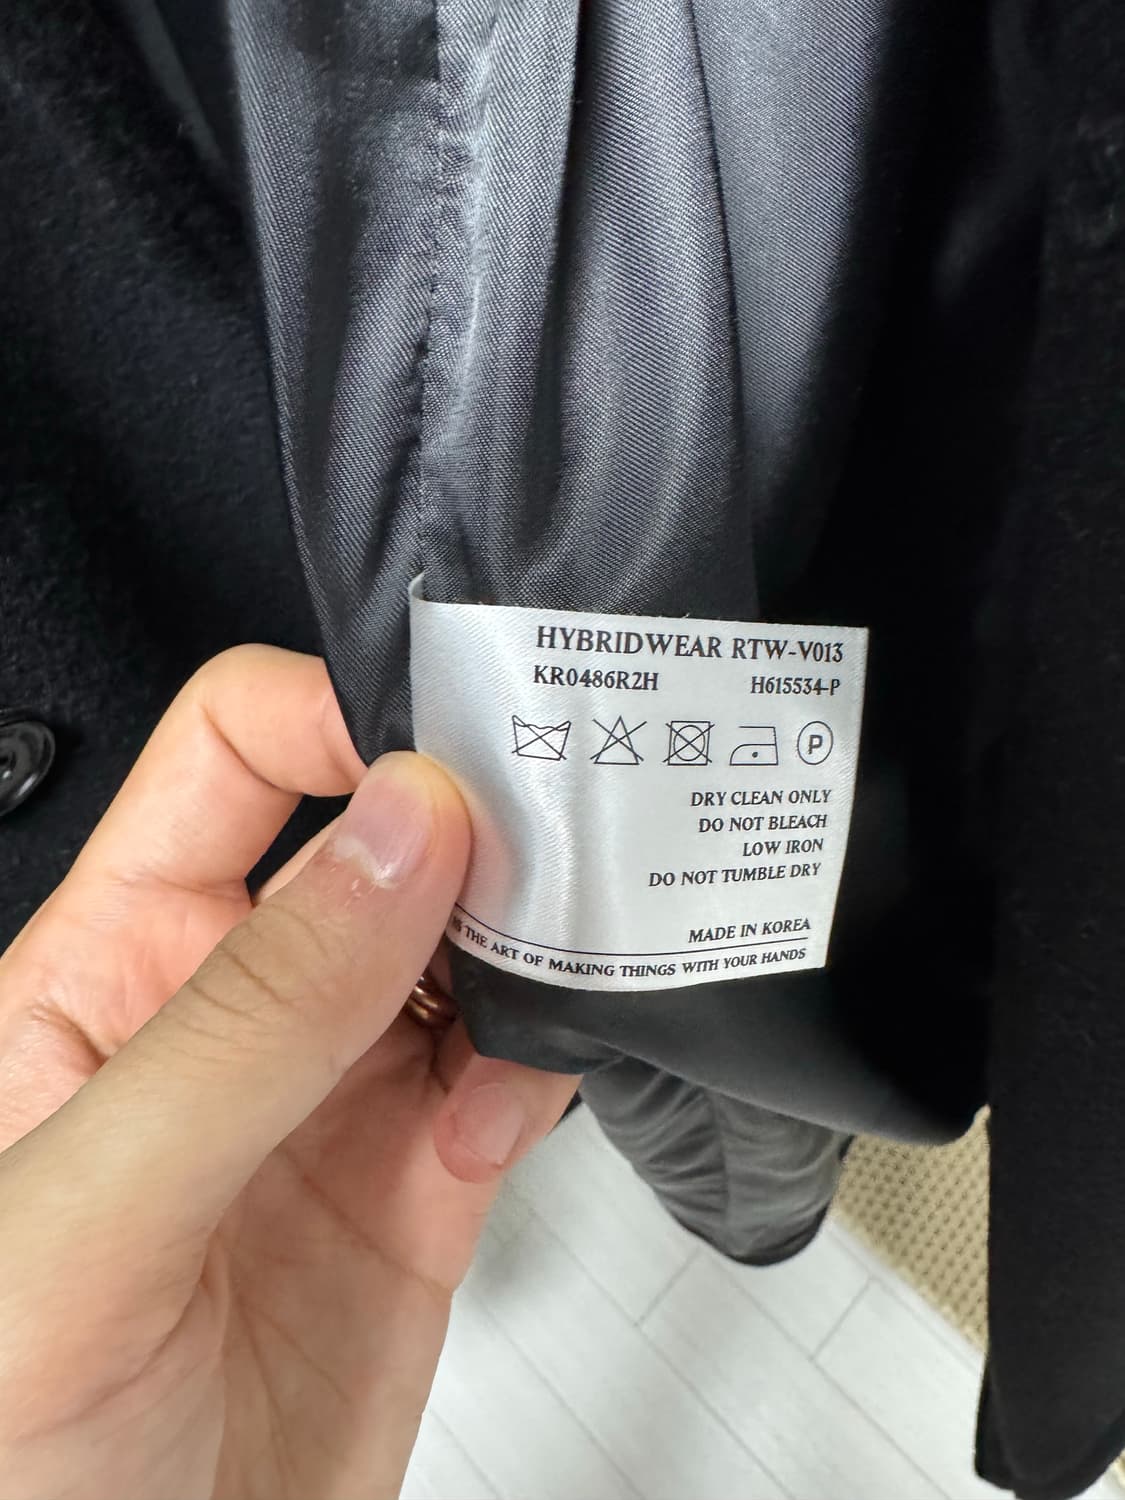 HYBRIDWEAR RTW-V013
KR0486R2H H615534-P
P
DRY CLEAN ONLY
DO NOT BLEACH
LOW IRON
DO NOT TUMBLE DRY
MADE IN KOREA
THE ART OF MAKING THINGS WITH YOUR HANDS